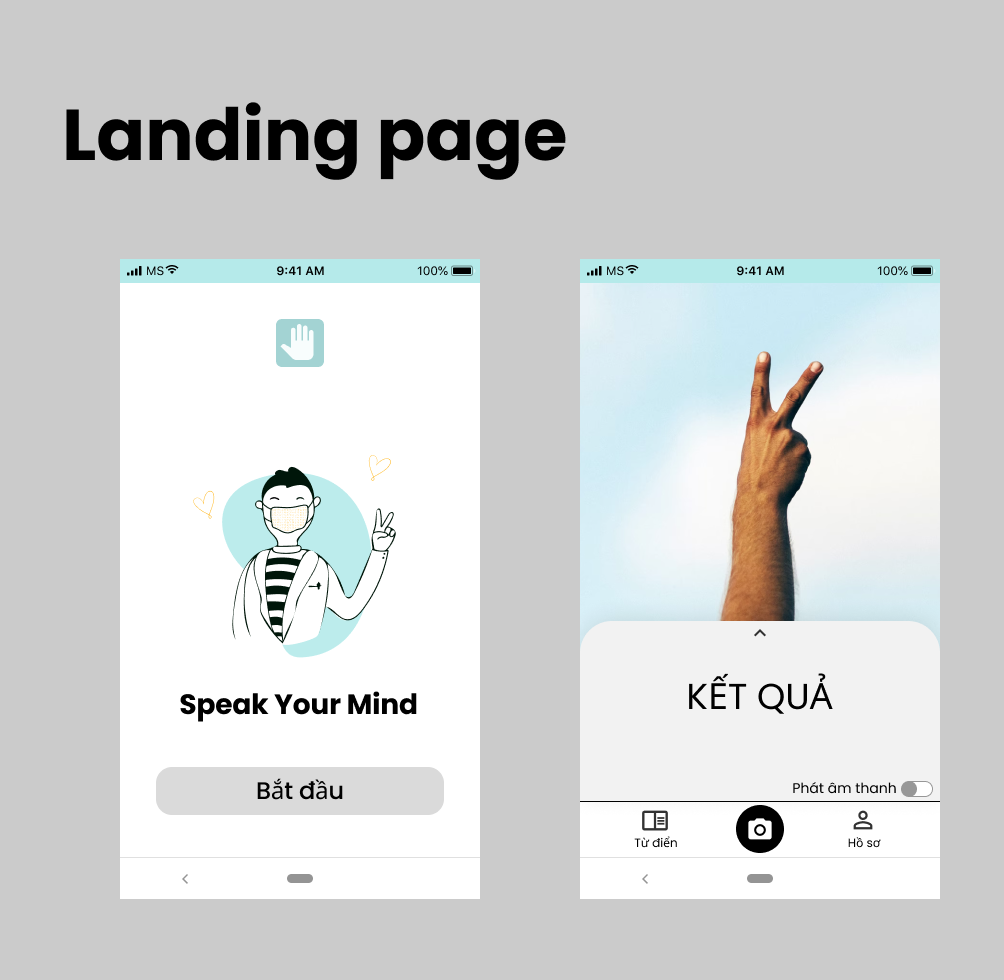 Landing page
MS 9:41 AM 100%
Speak Your Mind
Bắt đầu
MS 9:41 AM 100%
KẾT QUẢ
Phát âm thanh
Từ điển Hồ sơ